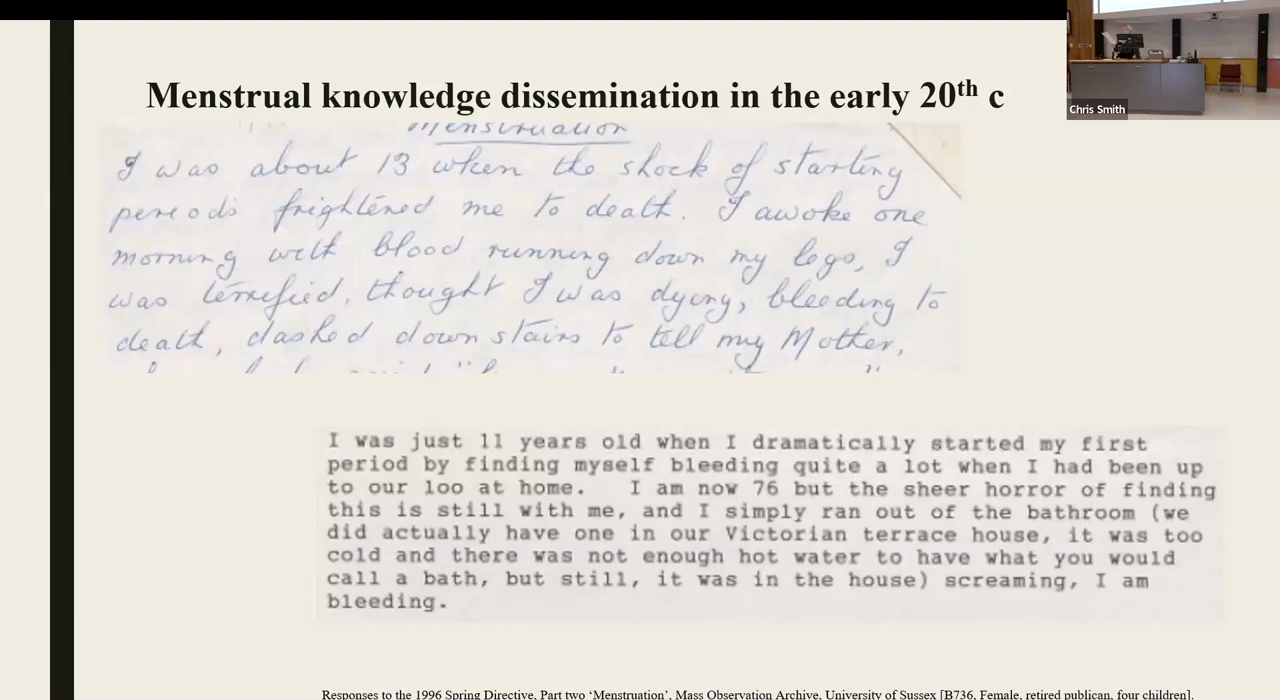 Menstrual knowledge dissemination in the early 20th c
Chris Smith
Menstruation
I was about 13 when the shock of starting
periods frightened me to death. I awoke one
morning with blood running down my legs, I
was terrified, thought I was dying, bleeding to
death, dashed down stairs to tell my Mother,
I was just 11 years old when I dramatically started my first
period by finding myself bleeding quite a lot when I had been up
to our loo at home. I am now 76 but the sheer horror of finding
this is still with me, and I simply ran out of the bathroom (we
did actually have one in our Victorian terrace house, it was too
cold and there was not enough hot water to have what you would
call a bath, but still, it was in the house) screaming, I am
bleeding.
Responses to the 1996 Spring Directive, Part two ‘Menstruation’, Mass Observation Archive, University of Sussex [B736, Female, retired publican, four children].